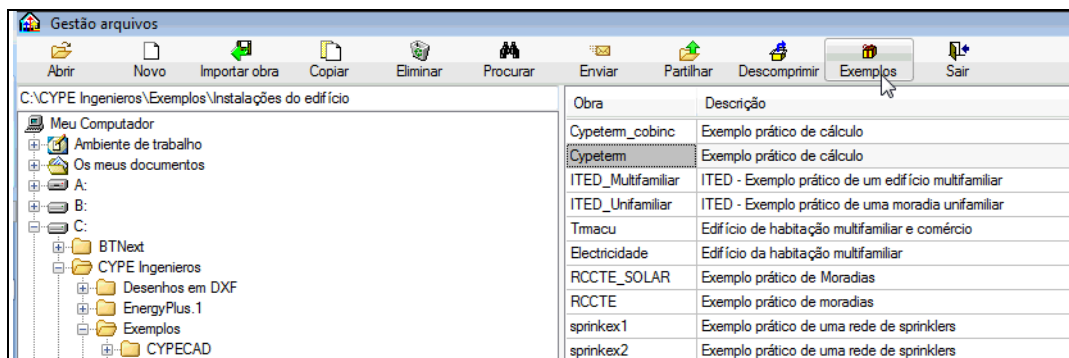 Gestão arquivos
Abrir Novo Importar obra Copiar Eliminar Procurar Enviar Partilhar Descomprimir Exemplos Sair
C:\CYPE Ingenieros\Exemplos\Instalações do edifício
Meu Computador
Ambiente de trabalho
Os meus documentos
A:
B:
C:
BTNext
CYPE Ingenieros
Desenhos em DXF
EnergyPlus.1
Exemplos
CYPECAD
Obra Descrição
Cypeterm_cobinc Exemplo prático de cálculo
Cypeterm Exemplo prático de cálculo
ITED_Multifamiliar ITED - Exemplo prático de um edifício multifamiliar
ITED_Unifamiliar ITED - Exemplo prático de uma moradia unifamiliar
Trmacu Edifício de habitação multifamiliar e comércio
Electricidade Edifício da habitação multifamiliar
RCCTE_SOLAR Exemplo prático de Moradias
RCCTE Exemplo prático de moradias
sprinkex1 Exemplo prático de uma rede de sprinklers
sprinkex2 Exemplo prático de uma rede de sprinklers